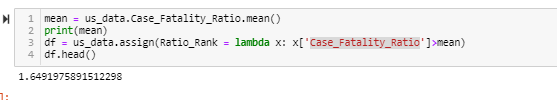 1 mean = us_data.Case_Fatality_Ratio.mean()
2 print(mean)
3 df = us_data.assign(Ratio_Rank = lambda x: x['Case_Fatality_Ratio']>mean)
4 df.head()
1.6491975891512298
]: